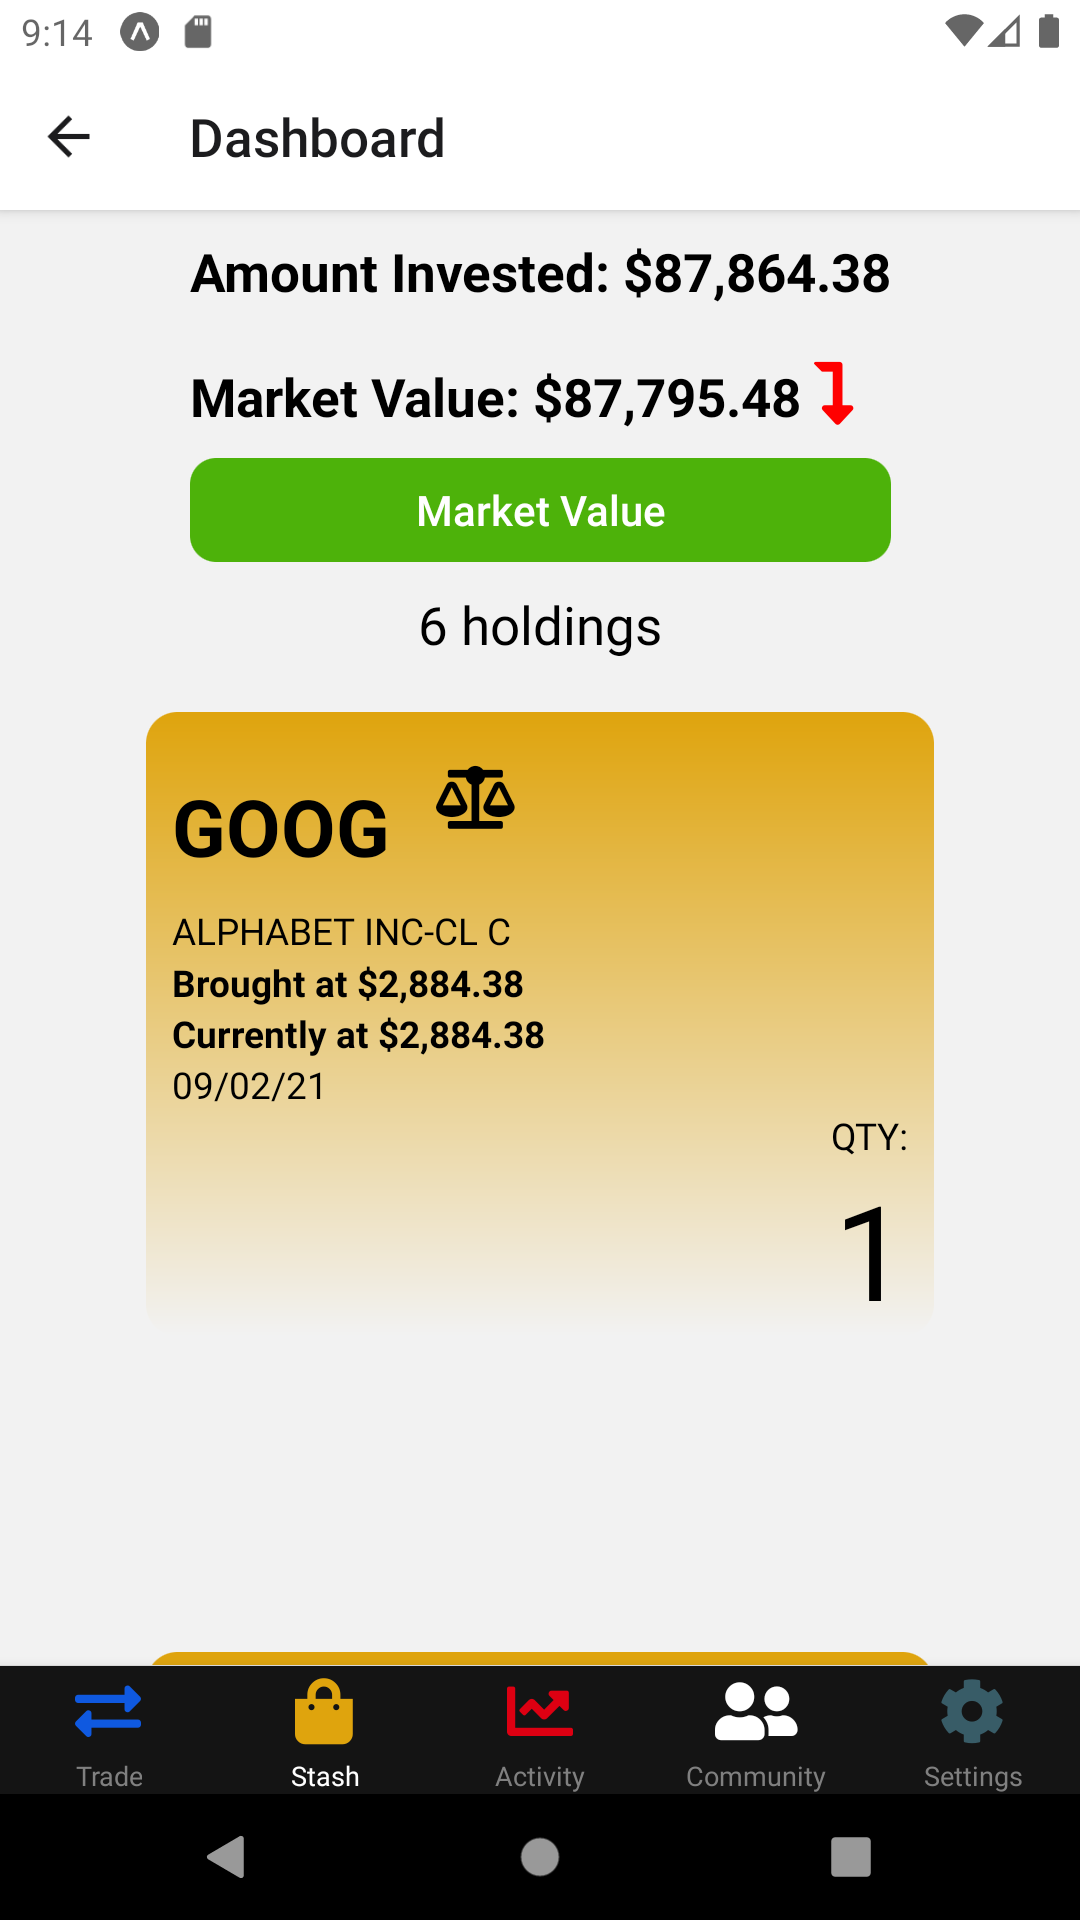 9:14
Dashboard
Amount Invested: $87,864.38
Market Value: $87,795.48
Market Value
6 holdings
GOOG
ALPHABET INC-CL C
Brought at $2,884.38
Currently at $2,884.38
09/02/21
QTY:
1
Trade Stash Activity Community Settings